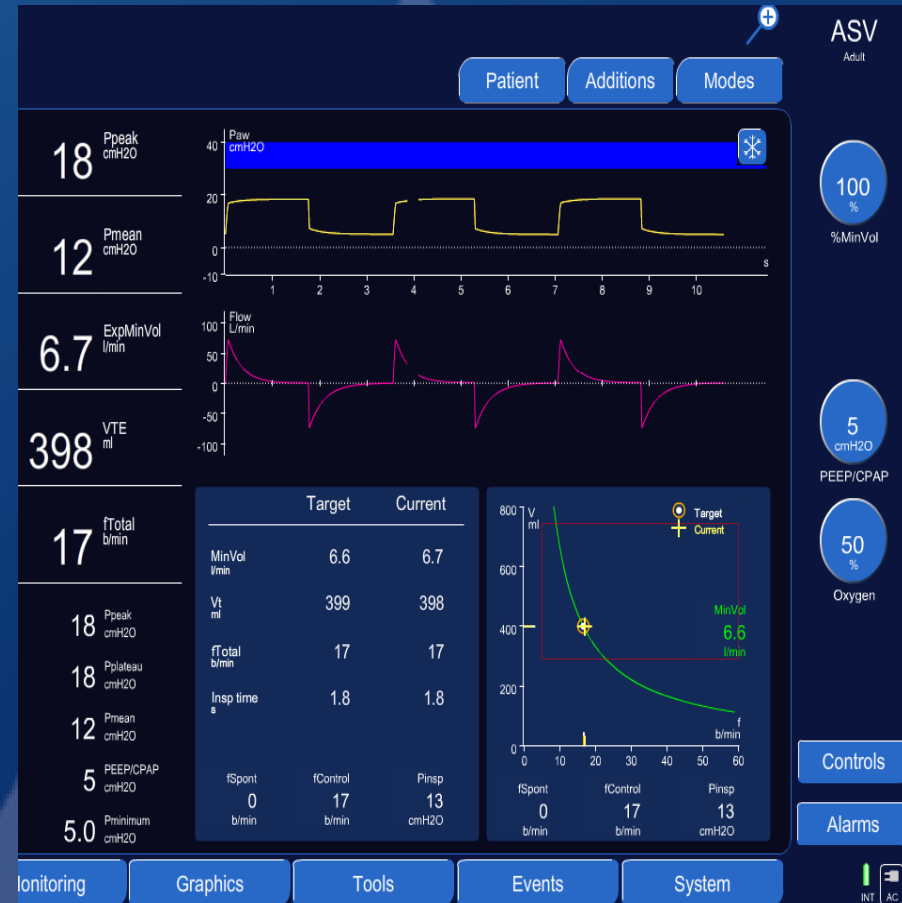 ASV
Adult
Patient
Additions
Modes
18 Ppeak
cmH2O
12 Pmean
cmH2O
6.7 ExpMinVol
l/min
398 VTE
ml
17 fTotal
b/min
18 Ppeak
cmH2O
18 Pplateau
cmH2O
12 Pmean
cmH2O
5 PEEP/CPAP
cmH2O
5.0 Pminimum
cmH2O
Paw
cmH2O
40
20
0
-10
s
1 2 3 4 5 6 7 8 9 10
Flow
L/min
100
50
0
-50
-100
Target Current
MinVol 6.6 6.7
l/min
Vt 399 398
ml
fTotal 17 17
b/min
Insp time 1.8 1.8
s
fSpont fControl Pinsp
0 17 13
b/min b/min cmH2O
V
ml
800
600
400
200
0
Target
Current
MinVol
6.6
l/min
f
b/min
0 10 20 30 40 50 60
fSpont fControl Pinsp
0 17 13
b/min b/min cmH2O
100
%
%MinVol
5
cmH2O
PEEP/CPAP
50
%
Oxygen
Controls
Alarms
onitoring
Graphics
Tools
Events
System
INT AC